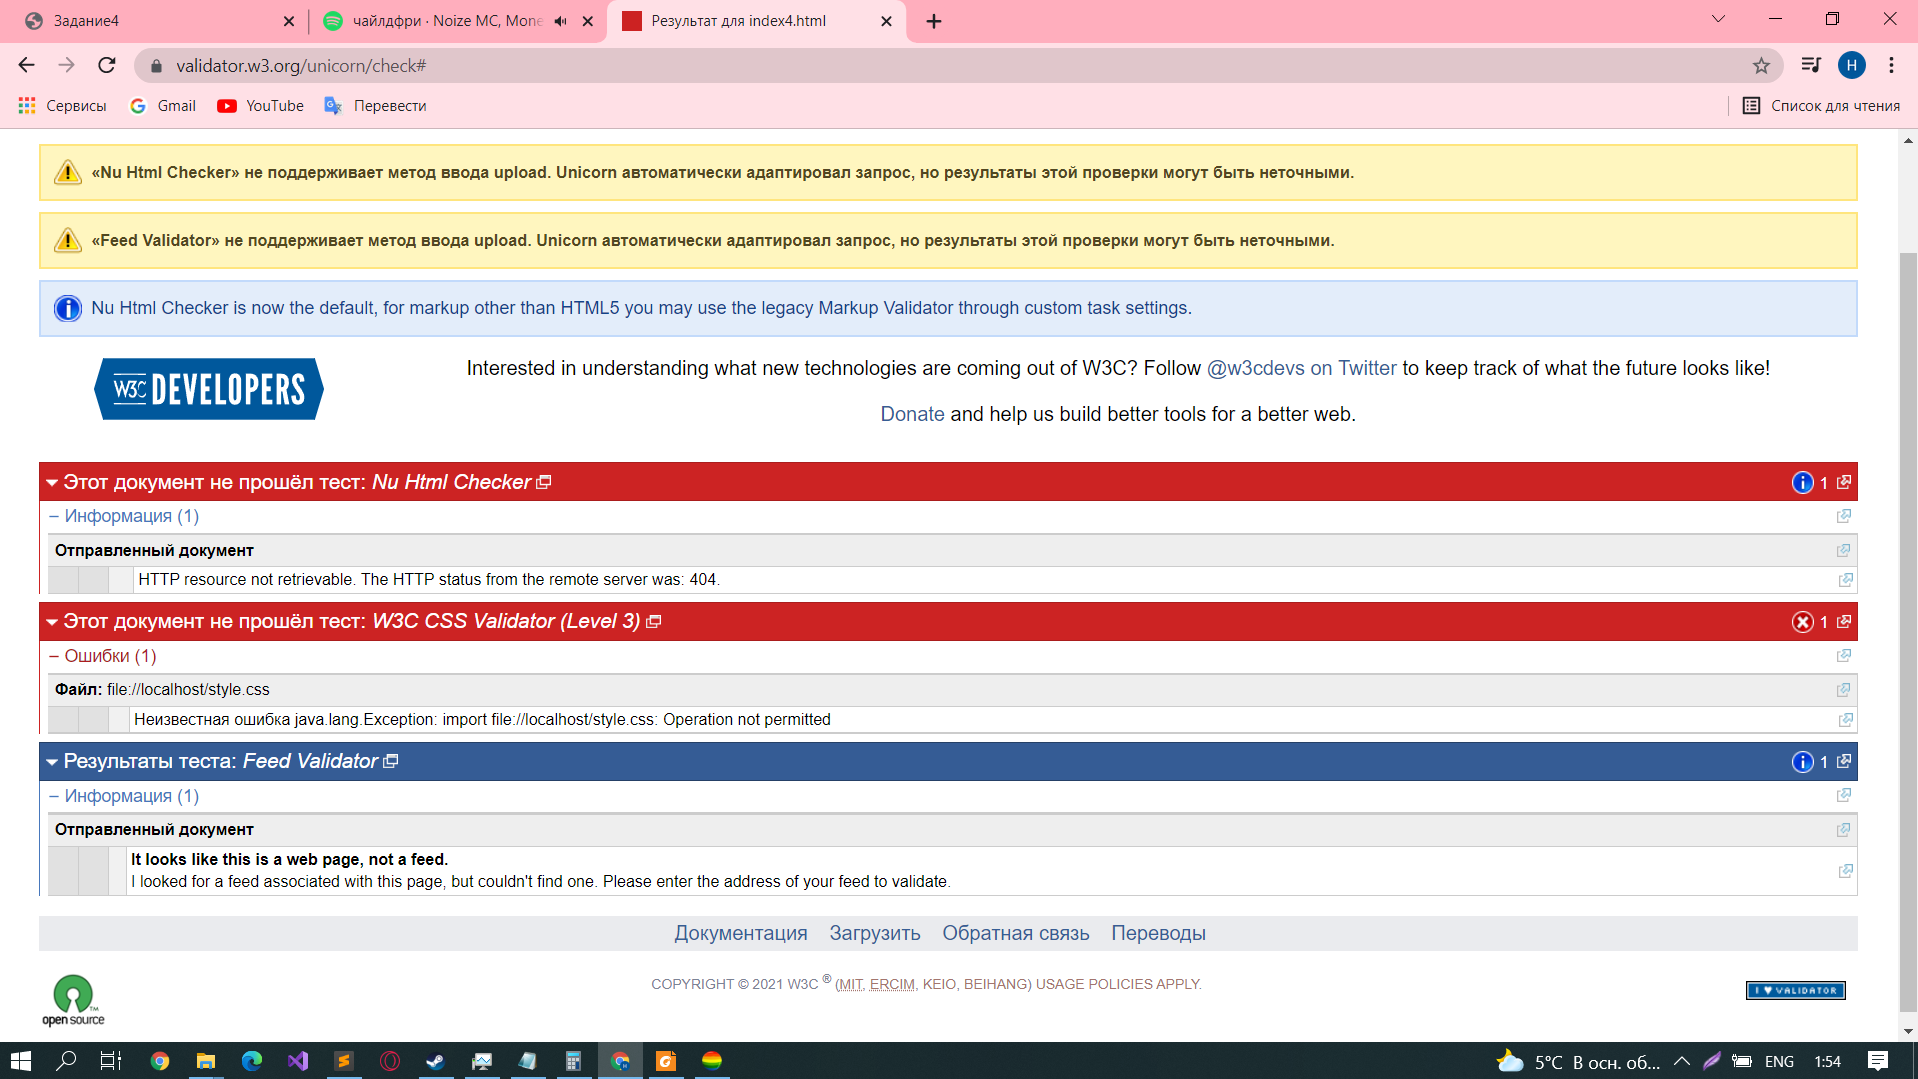 Задание4
чайлдфри · Noize MC, Mone
Результат для index4.html
validator.w3.org/unicorn/check#
H
Сервисы
Gmail
YouTube
Перевести
Список для чтения
«Nu Html Checker» не поддерживает метод ввода upload. Unicorn автоматически адаптировал запрос, но результаты этой проверки могут быть неточными.
«Feed Validator» не поддерживает метод ввода upload. Unicorn автоматически адаптировал запрос, но результаты этой проверки могут быть неточными.
Nu Html Checker is now the default, for markup other than HTML5 you may use the legacy Markup Validator through custom task settings.
W3C DEVELOPERS
Interested in understanding what new technologies are coming out of W3C? Follow @w3cdevs on Twitter to keep track of what the future looks like!
Donate and help us build better tools for a better web.
Этот документ не прошёл тест: Nu Html Checker
1
– Информация (1)
Отправленный документ
HTTP resource not retrievable. The HTTP status from the remote server was: 404.
Этот документ не прошёл тест: W3C CSS Validator (Level 3)
1
– Ошибки (1)
Файл: file://localhost/style.css
Неизвестная ошибка java.lang.Exception: import file://localhost/style.css: Operation not permitted
Результаты теста: Feed Validator
1
– Информация (1)
Отправленный документ
It looks like this is a web page, not a feed.
I looked for a feed associated with this page, but couldn't find one. Please enter the address of your feed to validate.
Документация Загрузить Обратная связь Переводы
open source
TM
COPYRIGHT © 2021 W3C ® (MIT, ERCIM, KEIO, BEIHANG) USAGE POLICIES APPLY.
I ♥ VALIDATOR
5°C В осн. об...
ENG
1:54